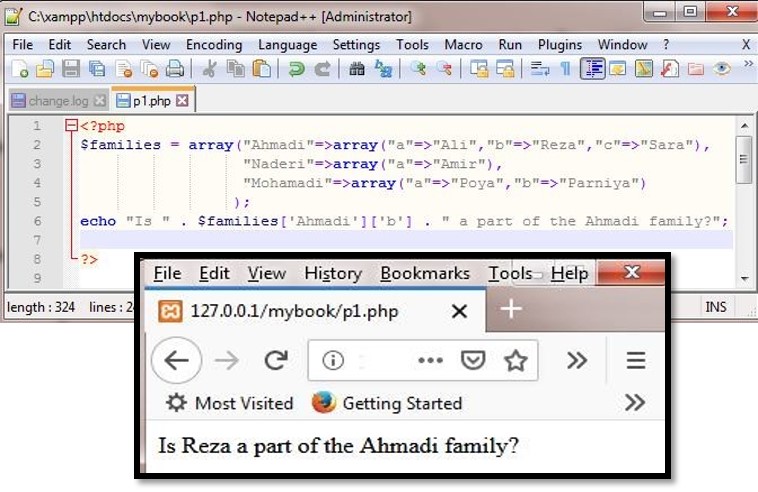 C:\xampp\htdocs\mybook\p1.php - Notepad++ [Administrator]
File Edit Search View Encoding Language Settings Tools Macro Run Plugins Window ? X
change.log p1.php
1 <?php
2 $families = array("Ahmadi"=>array("a"=>"Ali","b"=>"Reza","c"=>"Sara"),
3 "Naderi"=>array("a"=>"Amir"),
4 "Mohamadi"=>array("a"=>"Poya","b"=>"Parniya")
5 );
6 echo "Is " . $families['Ahmadi']['b'] . " a part of the Ahmadi family?";
7
8 ?>
9
length : 324 lines : 2 INS
File Edit View History Bookmarks Tools Help
127.0.0.1/mybook/p1.php
Most Visited Getting Started
Is Reza a part of the Ahmadi family?